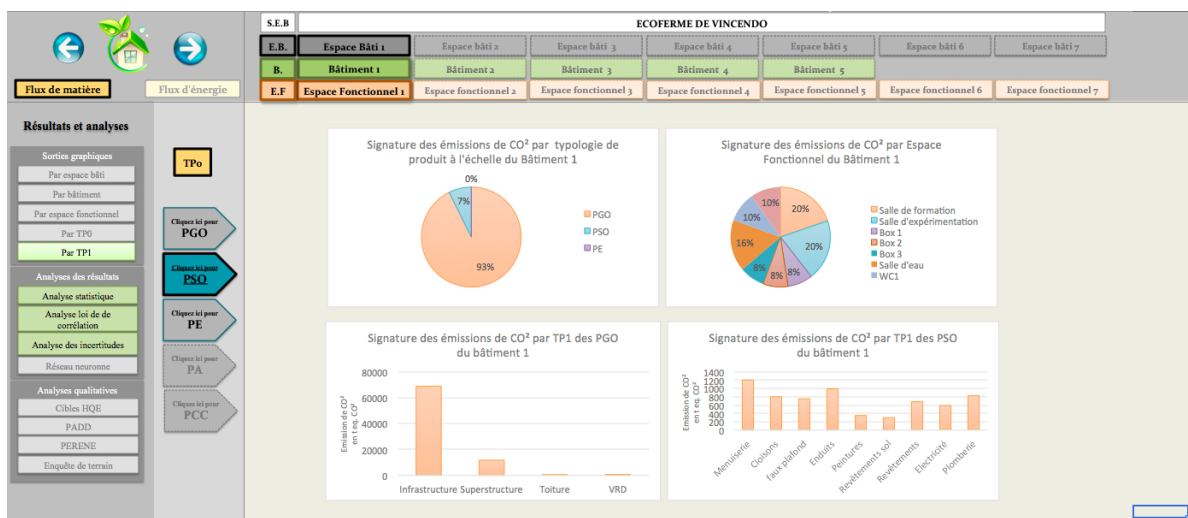 S.E.B
ECOFERME DE VINCENDO
E.B.
Espace Bâti 1
Espace bâti 2
Espace bâti 3
Espace bâti 4
Espace bâti 5
Espace bâti 6
Espace bâti 7
B.
Bâtiment 1
Bâtiment 2
Bâtiment 3
Bâtiment 4
Bâtiment 5
Flux de matière
Flux d'énergie
E.F
Espace Fonctionnel 1
Espace fonctionnel 2
Espace fonctionnel 3
Espace fonctionnel 4
Espace fonctionnel 5
Espace fonctionnel 6
Espace fonctionnel 7
Résultats et analyses
Sorties graphiques
Par espace bâti
Par bâtiment
Par espace fonctionnel
Par TP0
Par TP1
Analyses des résultats
Analyse statistique
Analyse loi de de
corrélation
Analyse des incertitudes
Réseau neuronne
Analyses qualitatives
Cibles HQE
PADD
PERENE
Enquête de terrain
TPo
Cliquez ici pour
PGO
Cliquez ici pour
PSO
Cliquez ici pour
PE
Cliquez ici pour
PA
Cliquez ici pour
PCC
Signature des émissions de CO² par typologie de
produit à l'échelle du Bâtiment 1
0%
7%
93%
PGO
PSO
PE
Signature des émissions de CO² par Espace
Fonctionnel du Bâtiment 1
10%
20%
10%
16%
20%
8%
8%
8%
Salle de formation
Salle d'expérimentation
Box 1
Box 2
Box 3
Salle d'eau
WC1
Signature des émissions de CO² par TP1 des PGO
du bâtiment 1
Emission de CO²
en t eq. CO²
80000
60000
40000
20000
0
Infrastructure
Superstructure
Toiture
VRD
Signature des émissions de CO² par TP1 des PSO
du bâtiment 1
Emission de CO²
en t eq. CO²
1400
1200
1000
800
600
400
200
0
Menuiserie
Cloisons
faux plafond
Enduits
Peintures
Revêtements sol
Revêtements
Electricité
Plomberie